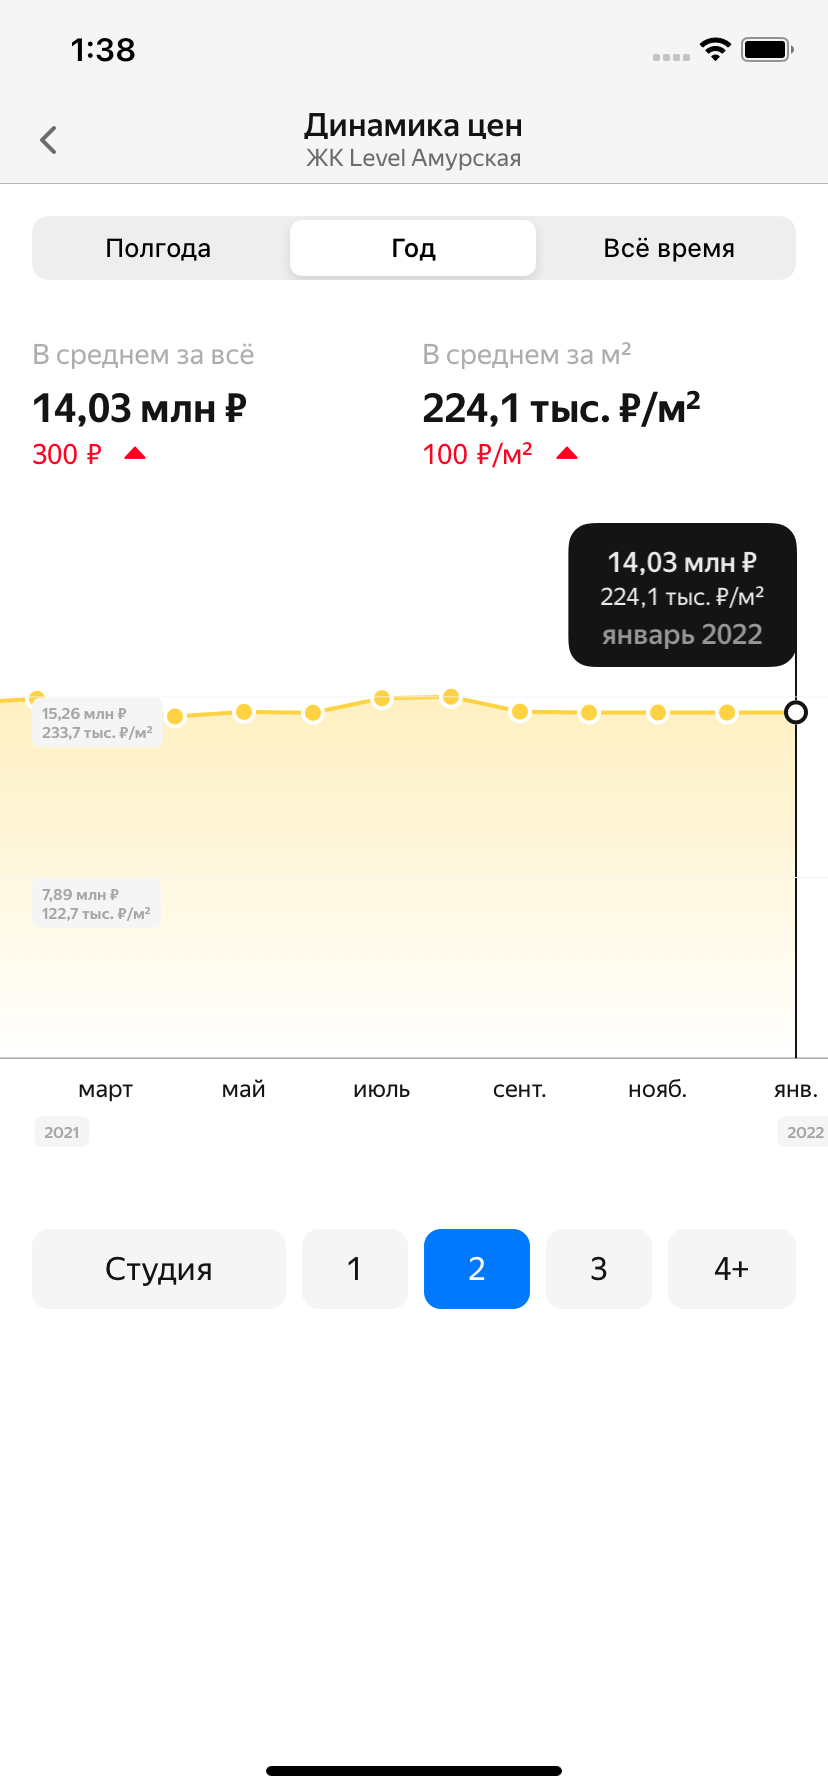 1:38
Динамика цен
ЖК Level Амурская
Полгода
Год
Всё время
В среднем за всё
14,03 млн ₽
300 ₽
В среднем за м²
224,1 тыс. ₽/м²
100 ₽/м²
14,03 млн ₽
224,1 тыс. ₽/м²
январь 2022
15,26 млн ₽
233,7 тыс. ₽/м²
7,89 млн ₽
122,7 тыс. ₽/м²
март
май
июль
сент.
нояб.
янв.
2021
2022
Студия
1
2
3
4+